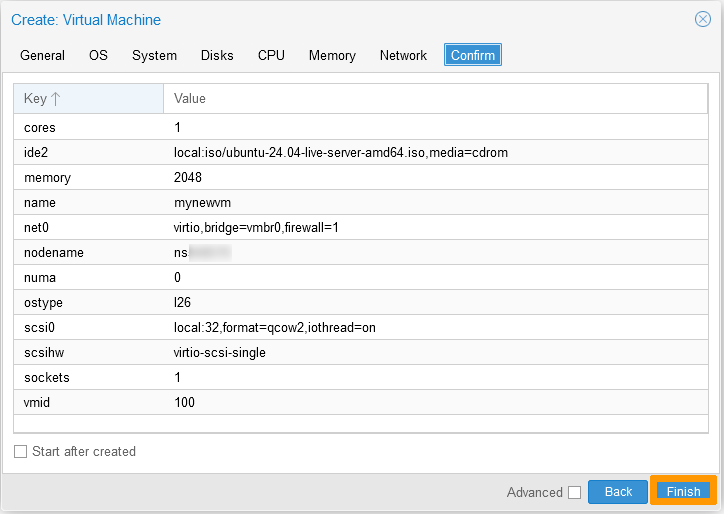 Create: Virtual Machine
General OS System Disks CPU Memory Network Confirm
Key Value
cores 1
ide2 local:iso/ubuntu-24.04-live-server-amd64.iso,media=cdrom
memory 2048
name mynewvm
net0 virtio,bridge=vmbr0,firewall=1
nodename ns
numa 0
ostype l26
scsi0 local:32,format=qcow2,iothread=on
scsihw virtio-scsi-single
sockets 1
vmid 100
Start after created
Advanced Back Finish